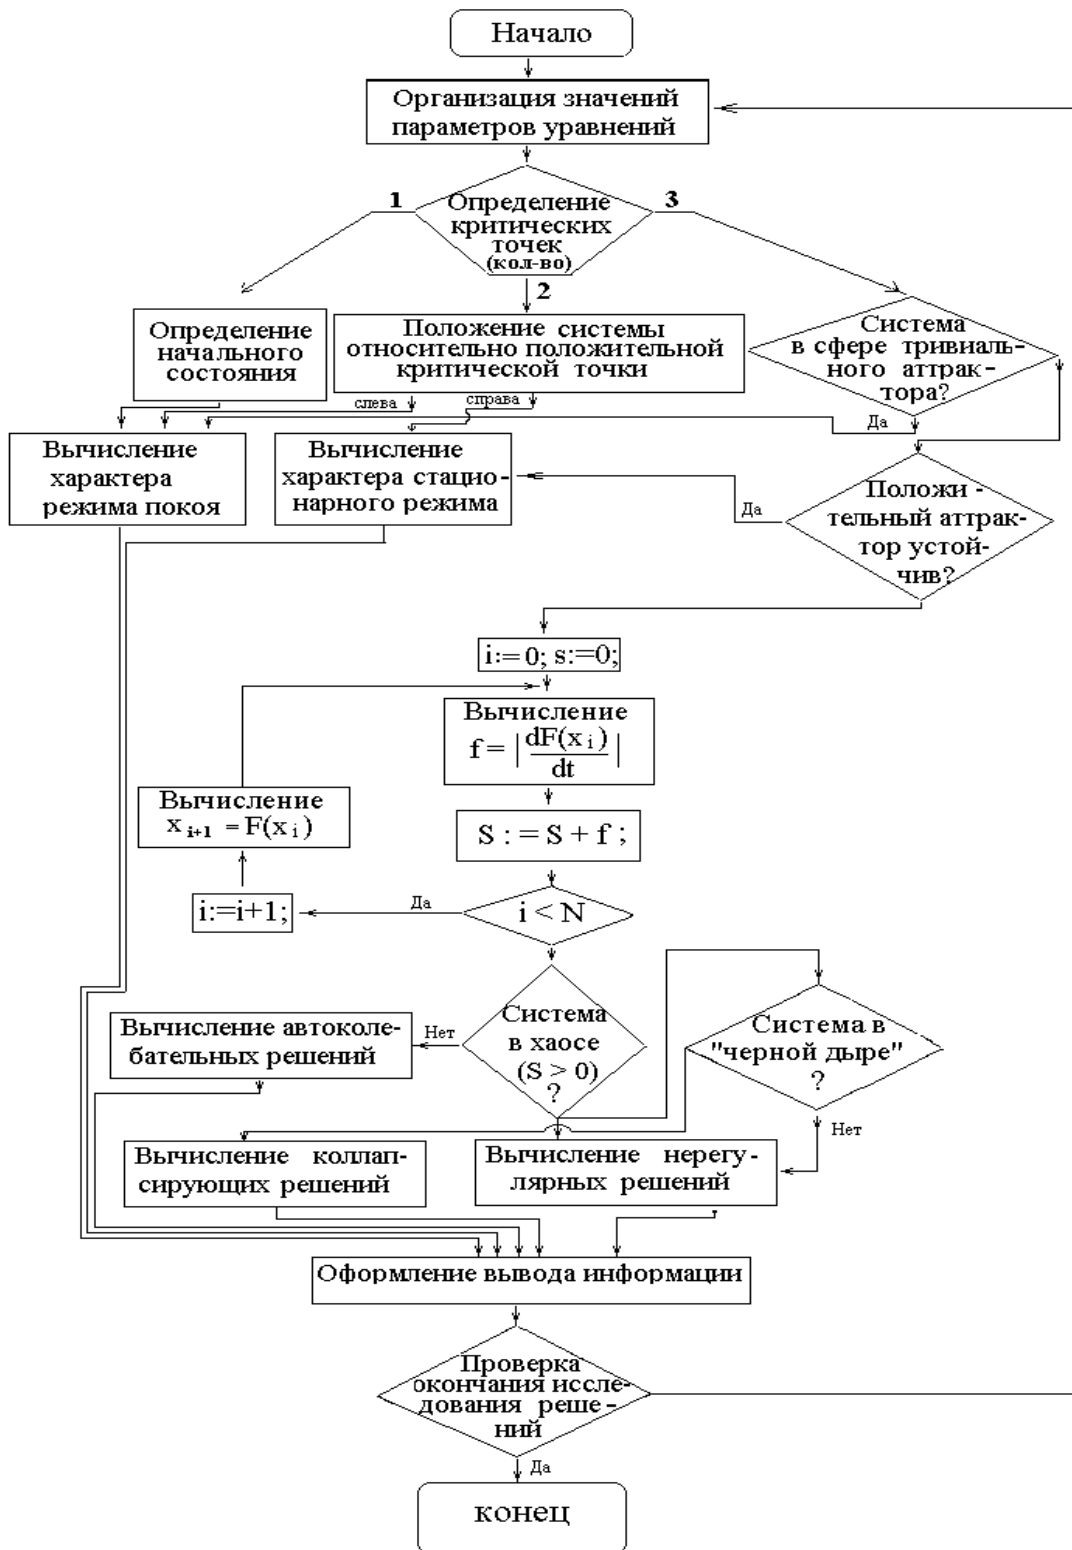 Начало
Организация значений
параметров уравнений
1
Определение
критических
точек
(кол-во)
3
2
Определение
начального
состояния
Положение системы
относительно положительной
критической точки
Система
в сфере тривиаль-
ного аттрак-
тора?
слева
справа
Да
Вычисление
характера
режима покоя
Вычисление
характера стацио-
нарного режима
Да
Положи -
тельный аттрак-
тор устой-
чив?
i:=0; s:=0;
Вычисление
f = | dF(x i) / dt |
Вычисление
x i+1 = F(x i)
S : = S + f ;
i:=i+1;
Да
i < N
Вычисление автоколе-
бательных решений
Нет
Система
в хаосе
(S > 0)
?
Система в
"черной дыре"
?
Нет
Вычисление коллап-
сирующих решений
Вычисление нерегу-
лярных решений
Оформление вывода информации
Проверка
окончания иссле-
дования реше-
ний
Да
конец